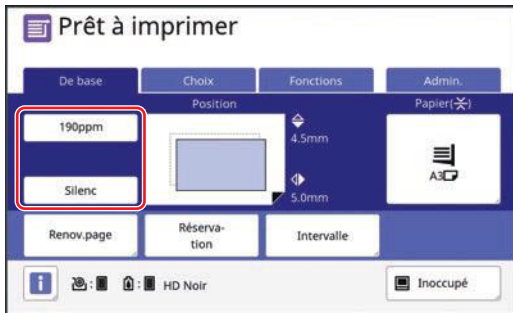 Prêt à imprimer
De base
Choix
Fonctions
Admin.
Position
Papier(
)
190ppm
4.5mm
A3
Silenc
5.0mm
Renov.page
Réserva-
tion
Intervalle
i
:
:
HD Noir
Inoccupé